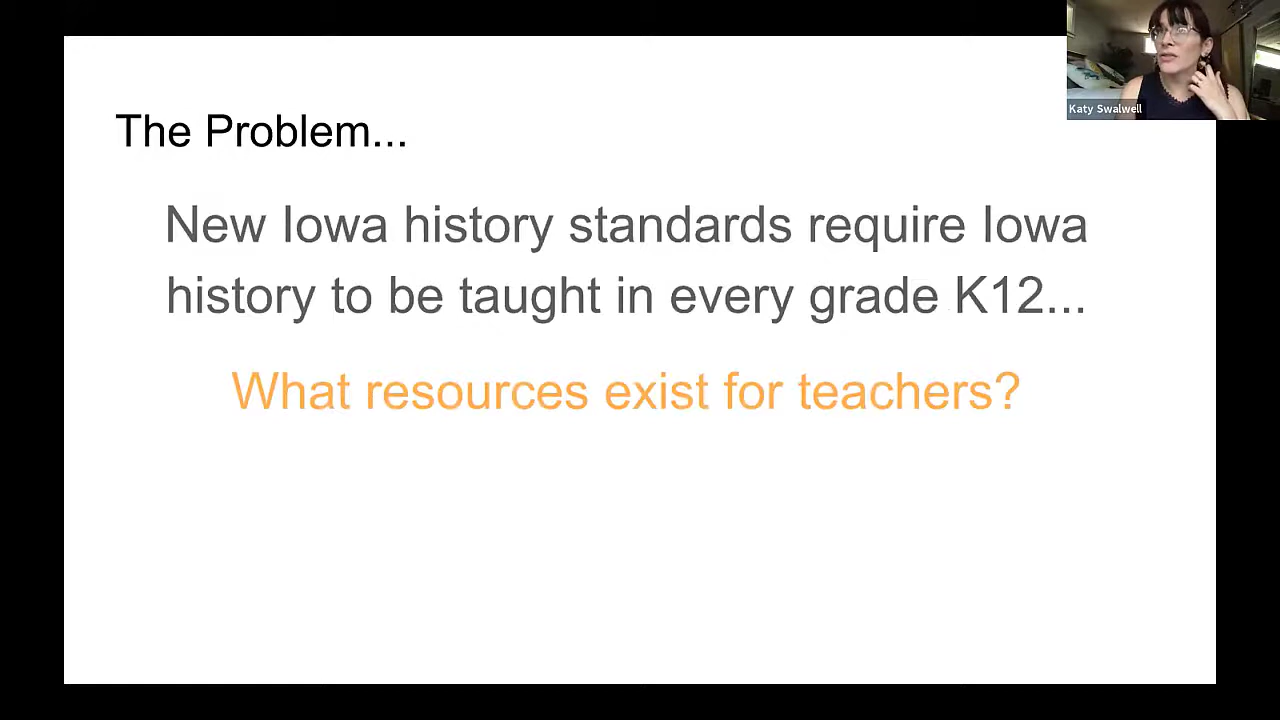 The Problem...
New Iowa history standards require Iowa
history to be taught in every grade K12...
What resources exist for teachers?
Katy Swalwell